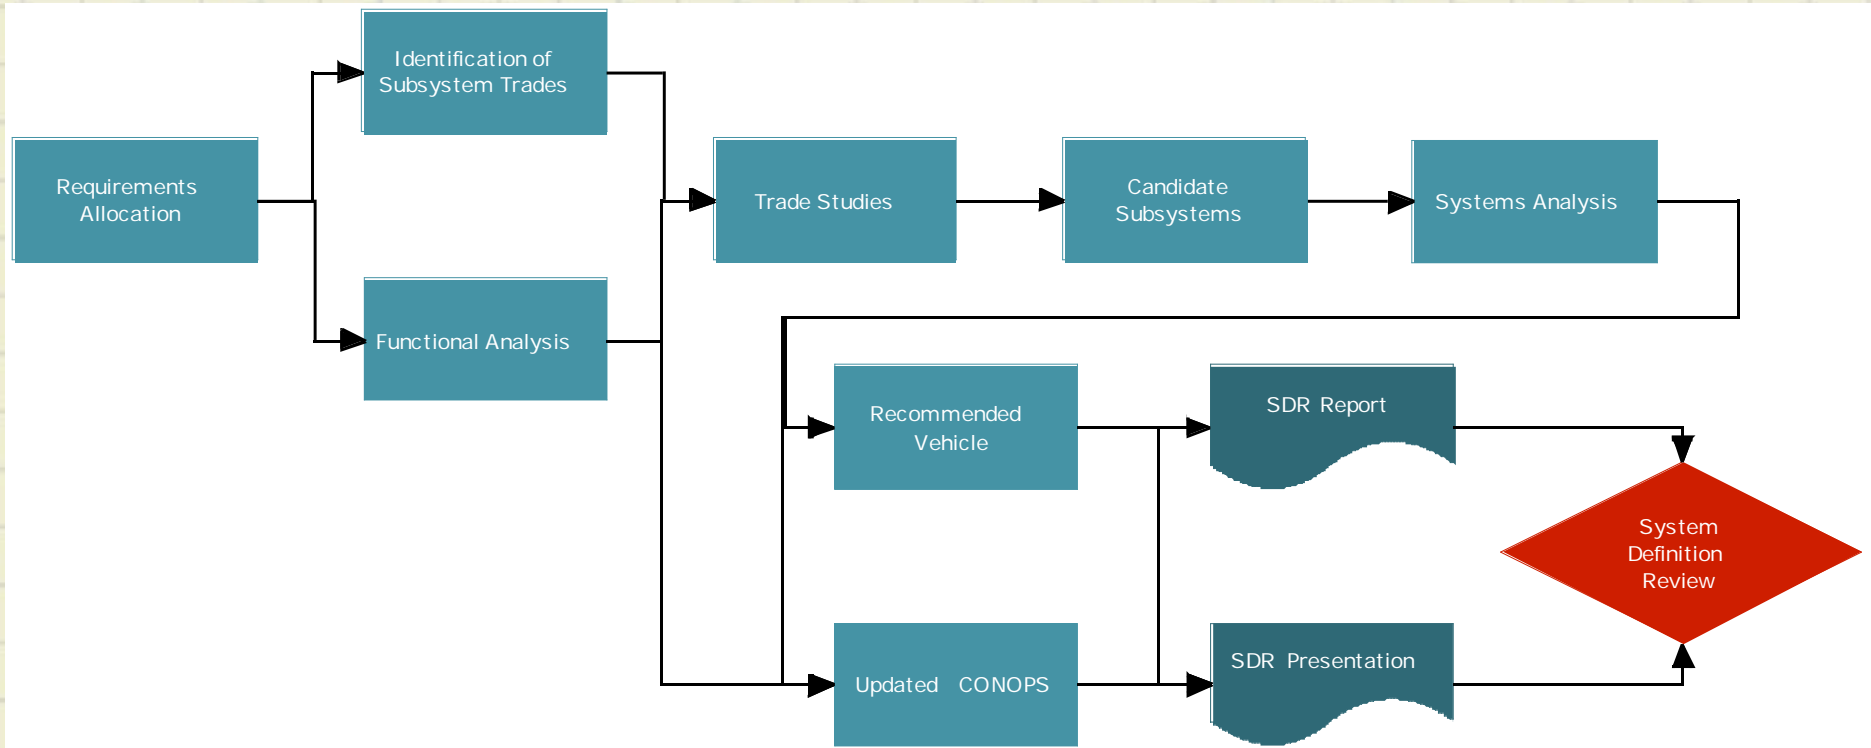 Identification of
Subsystem Trades
Requirements
Allocation
Trade Studies
Candidate
Subsystems
Systems Analysis
Functional Analysis
Recommended
Vehicle
SDR Report
System
Definition
Review
Updated CONOPS
SDR Presentation